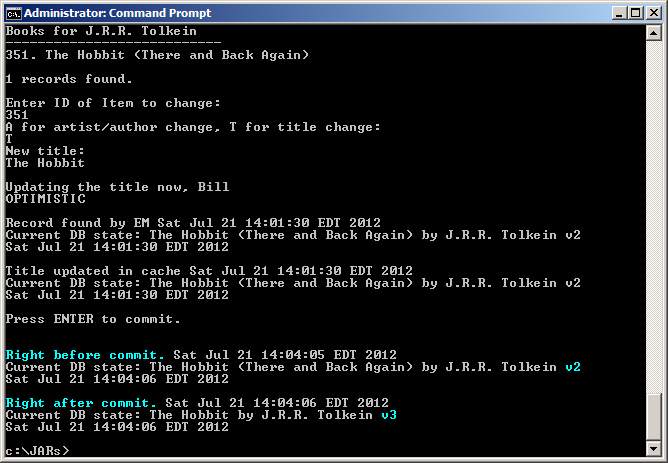 Administrator: Command Prompt
Books for J.R.R. Tolkein
---------------------------
351. The Hobbit (There and Back Again)
1 records found.
Enter ID of Item to change:
351
A for artist/author change, T for title change:
T
New title:
The Hobbit
Updating the title now, Bill
OPTIMISTIC
Record found by EM Sat Jul 21 14:01:30 EDT 2012
Current DB state: The Hobbit (There and Back Again) by J.R.R. Tolkein v2
Sat Jul 21 14:01:30 EDT 2012
Title updated in cache Sat Jul 21 14:01:30 EDT 2012
Current DB state: The Hobbit (There and Back Again) by J.R.R. Tolkein v2
Sat Jul 21 14:01:30 EDT 2012
Press ENTER to commit.
Right before commit. Sat Jul 21 14:04:05 EDT 2012
Current DB state: The Hobbit (There and Back Again) by J.R.R. Tolkein v2
Sat Jul 21 14:04:06 EDT 2012
Right after commit. Sat Jul 21 14:04:06 EDT 2012
Current DB state: The Hobbit by J.R.R. Tolkein v3
Sat Jul 21 14:04:06 EDT 2012
c:\JARs>